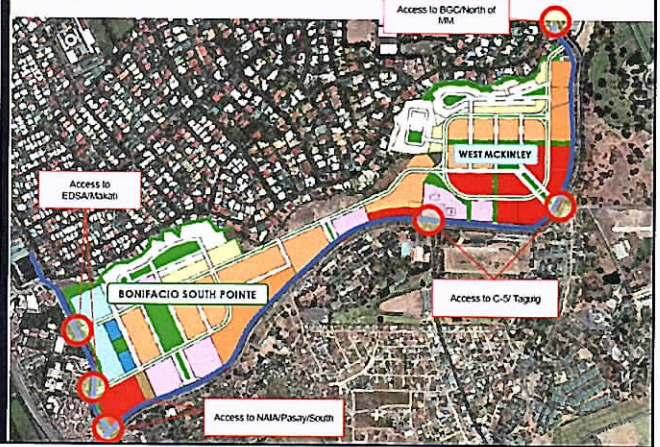 Access to BGC/North of
MM
WEST MCKINLEY
Access to
EDSA/Makati
BONIFACIO SOUTH POINTE
Access to C-5/ Taguig
Access to NAIA/Pasay/South